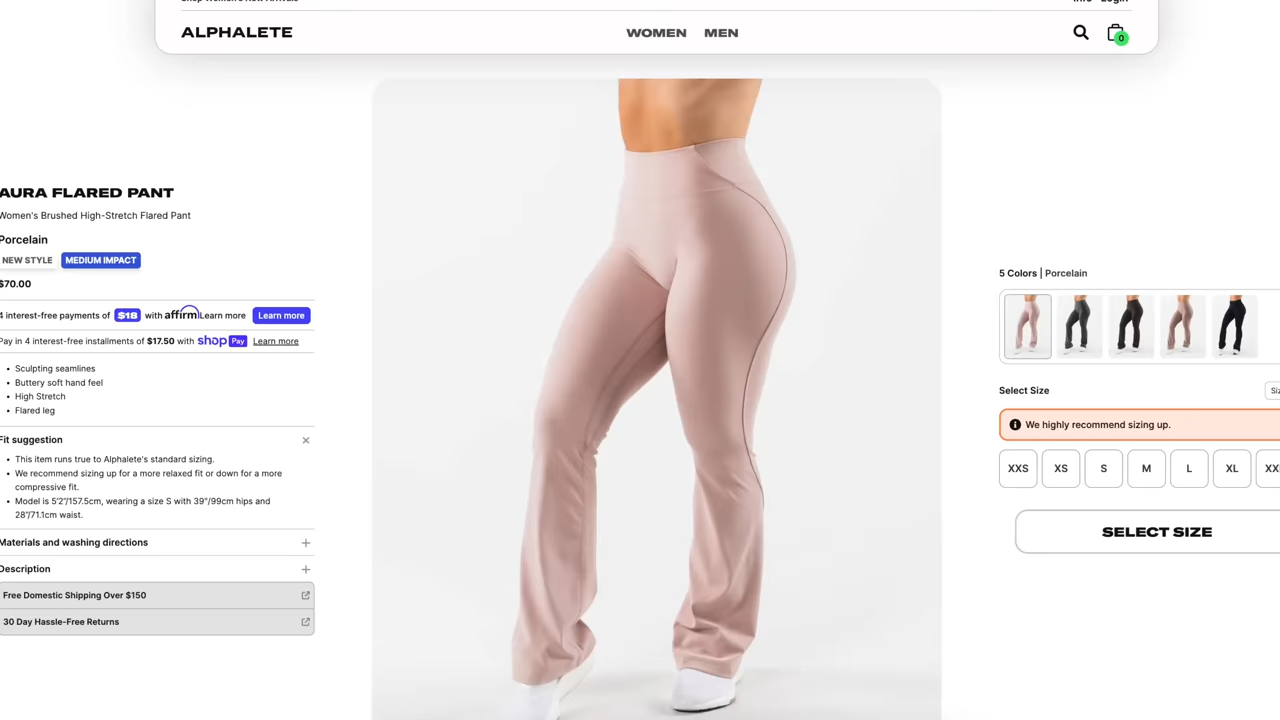 Shop Women's New Arrivals
Info Login
ALPHALETE
WOMEN MEN
0
AURA FLARED PANT
Women's Brushed High-Stretch Flared Pant
Porcelain
NEW STYLE MEDIUM IMPACT
$70.00
4 interest-free payments of $18 with affirm Learn more Learn more
Pay in 4 interest-free installments of $17.50 with shop Pay Learn more
• Sculpting seamlines
• Buttery soft hand feel
• High Stretch
• Flared leg
Fit suggestion
• This item runs true to Alphalete's standard sizing.
• We recommend sizing up for a more relaxed fit or down for a more
compressive fit.
• Model is 5'2"/157.5cm, wearing a size S with 39"/99cm hips and
28"/71.1cm waist.
Materials and washing directions
Description
Free Domestic Shipping Over $150
30 Day Hassle-Free Returns
5 Colors | Porcelain
Select Size
We highly recommend sizing up.
XXS XS S M L XL
SELECT SIZE